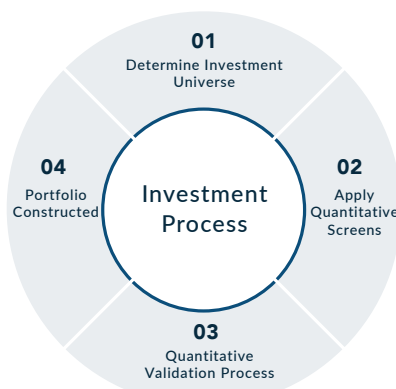 01
Determine Investment
Universe
02
Apply
Quantitative
Screens
03
Quantitative
Validation Process
04
Portfolio
Constructed
Investment
Process